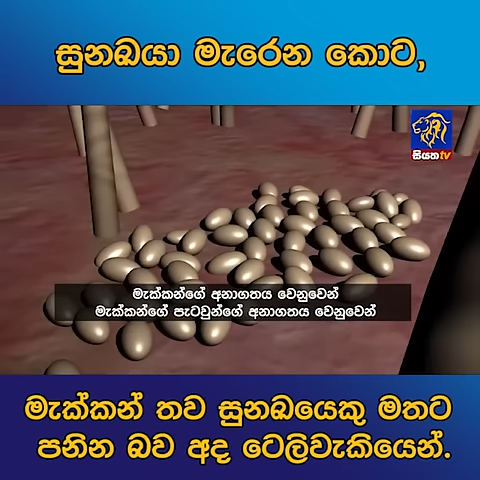 සුනඛයා මැරෙන කොට,
සියත tv
මැක්කන්ගේ අනාගතය වෙනුවෙන්
මැක්කන්ගේ පැටවුන්ගේ අනාගතය වෙනුවෙන්
මැක්කන් තව සුනඛයෙකු මතට
පනින බව අද ටෙලිවැකියෙන්.